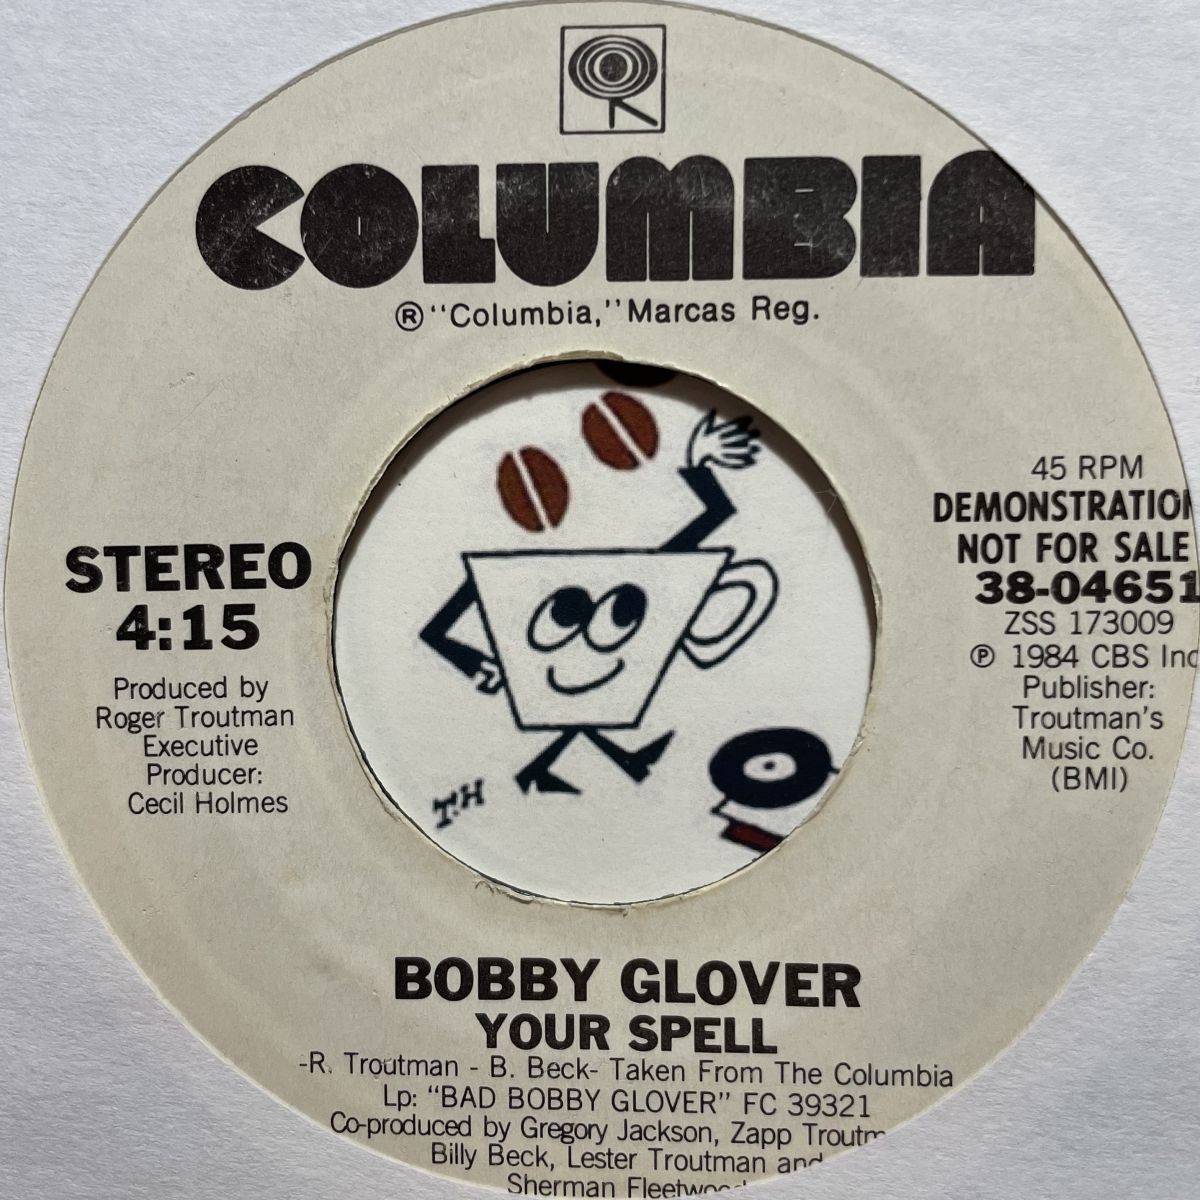 COLUMBIA
®"Columbia," Marcas Reg.
STEREO
4:15
Produced by
Roger Troutman
Executive
Producer:
Cecil Holmes
45 RPM
DEMONSTRATION
NOT FOR SALE
38-04651
ZSS 173009
℗ 1984 CBS Inc
Publisher:
Troutman's
Music Co.
(BMI)
T.H
BOBBY GLOVER
YOUR SPELL
-R. Troutman - B. Beck- Taken From The Columbia
Lp: "BAD BOBBY GLOVER" FC 39321
Co-produced by Gregory Jackson, Zapp Troutm
Billy Beck, Lester Troutman and
Sherman Fleetwood